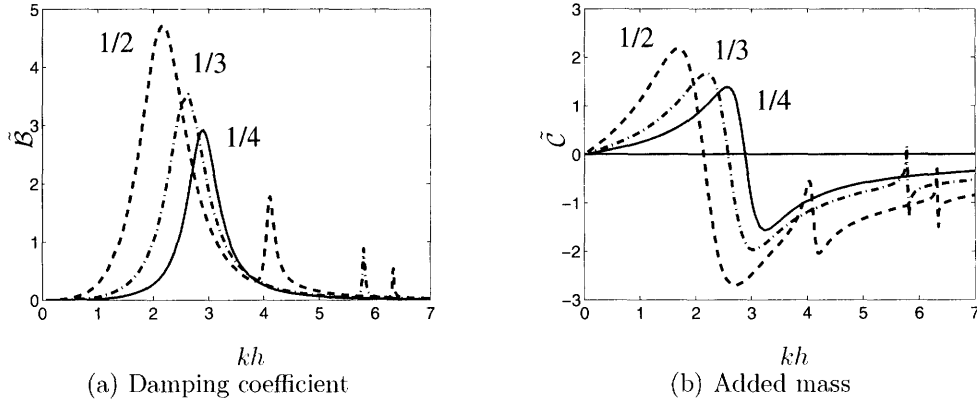 5
4
3
2
1
0
B̃
1/2
1/3
1/4
0 1 2 3 4 5 6 7
kh
(a) Damping coefficient
3
2
1
0
−1
−2
−3
C̃
1/2
1/3
1/4
0 1 2 3 4 5 6 7
kh
(b) Added mass